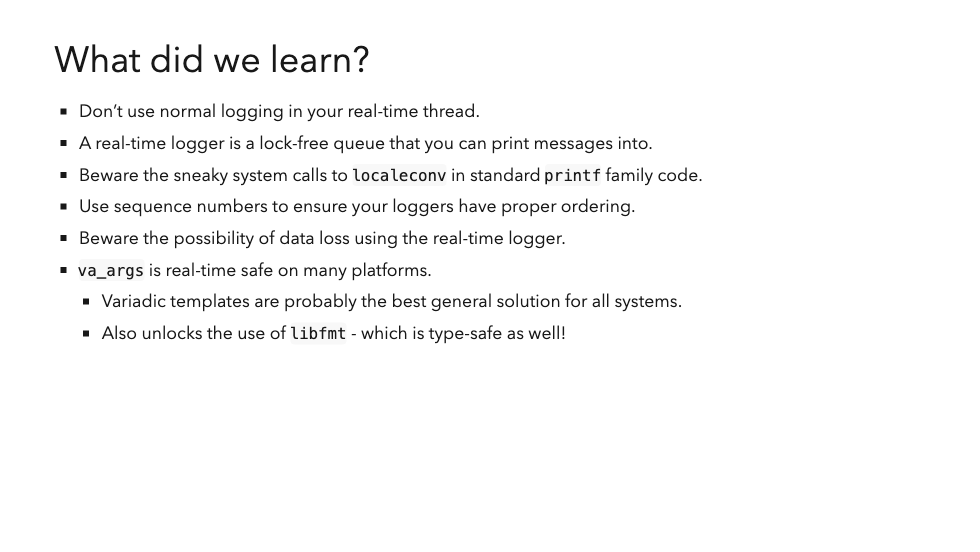 What did we learn?
Don’t use normal logging in your real-time thread.
A real-time logger is a lock-free queue that you can print messages into.
Beware the sneaky system calls to localeconv in standard printf family code.
Use sequence numbers to ensure your loggers have proper ordering.
Beware the possibility of data loss using the real-time logger.
va_args is real-time safe on many platforms.
Variadic templates are probably the best general solution for all systems.
Also unlocks the use of libfmt - which is type-safe as well!